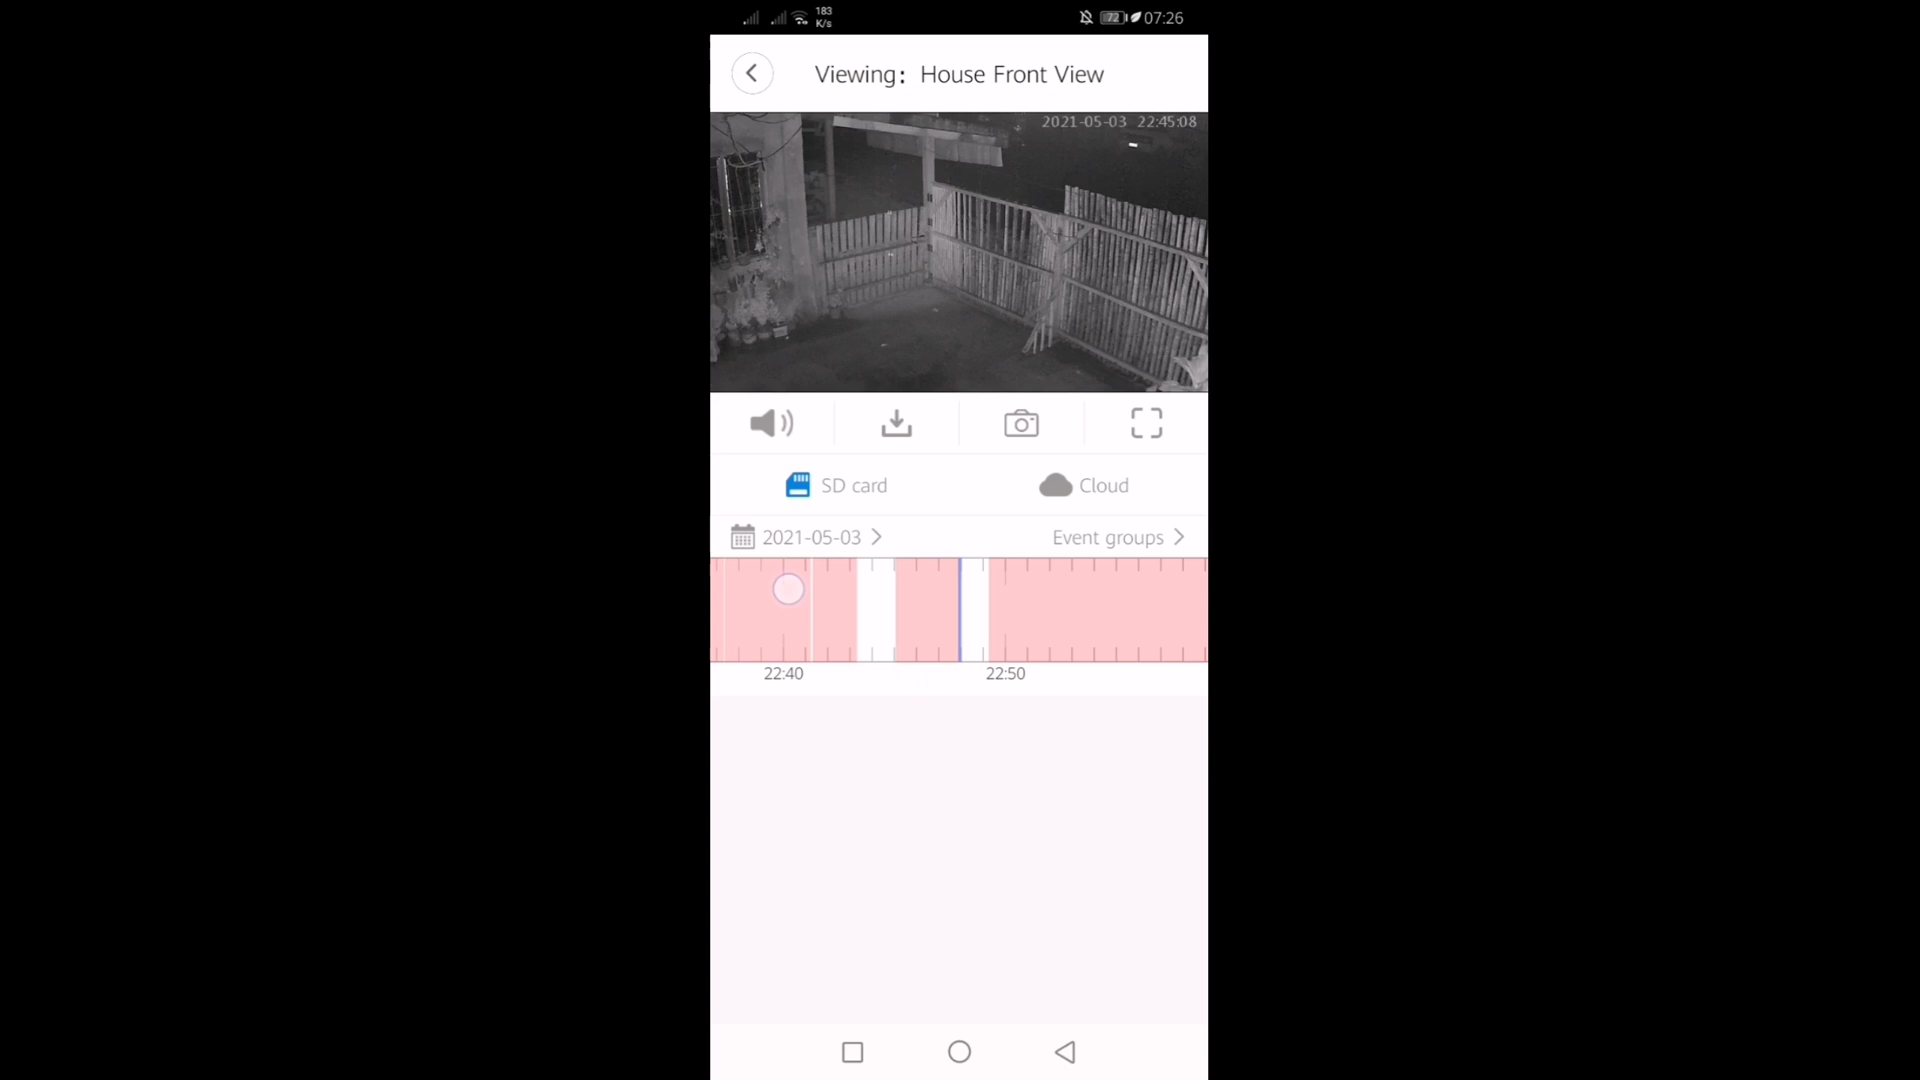 183
K/s
72
07:26
Viewing: House Front View
2021-05-03 22:45:08
SD card
Cloud
2021-05-03
Event groups
22:40
22:50